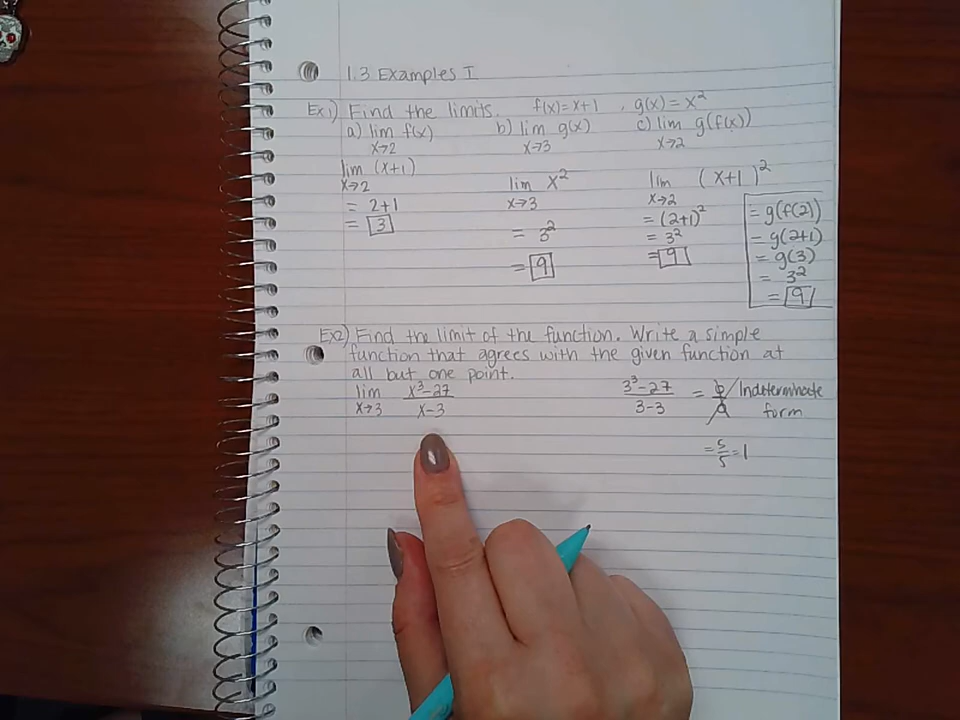 1.3 Examples I
Ex1) Find the limits. f(x)=x+1 , g(x)=x²
a) lim f(x) b) lim g(x) c) lim g(f(x))
x→2 x→3 x→2
lim (x+1)
x→2
= 2+1
= 3
lim x²
x→3
= 3²
= 9
lim (x+1)²
x→2
= (2+1)²
= 3²
= 9
= g(f(2))
= g(2+1)
= g(3)
= 3²
= 9
Ex2) Find the limit of the function. Write a simple
function that agrees with the given function at
all but one point.
lim x³-27
x→3 x-3
3³-27 = 0 Indeterminate
3-3 0 form
= 5/5 = 1